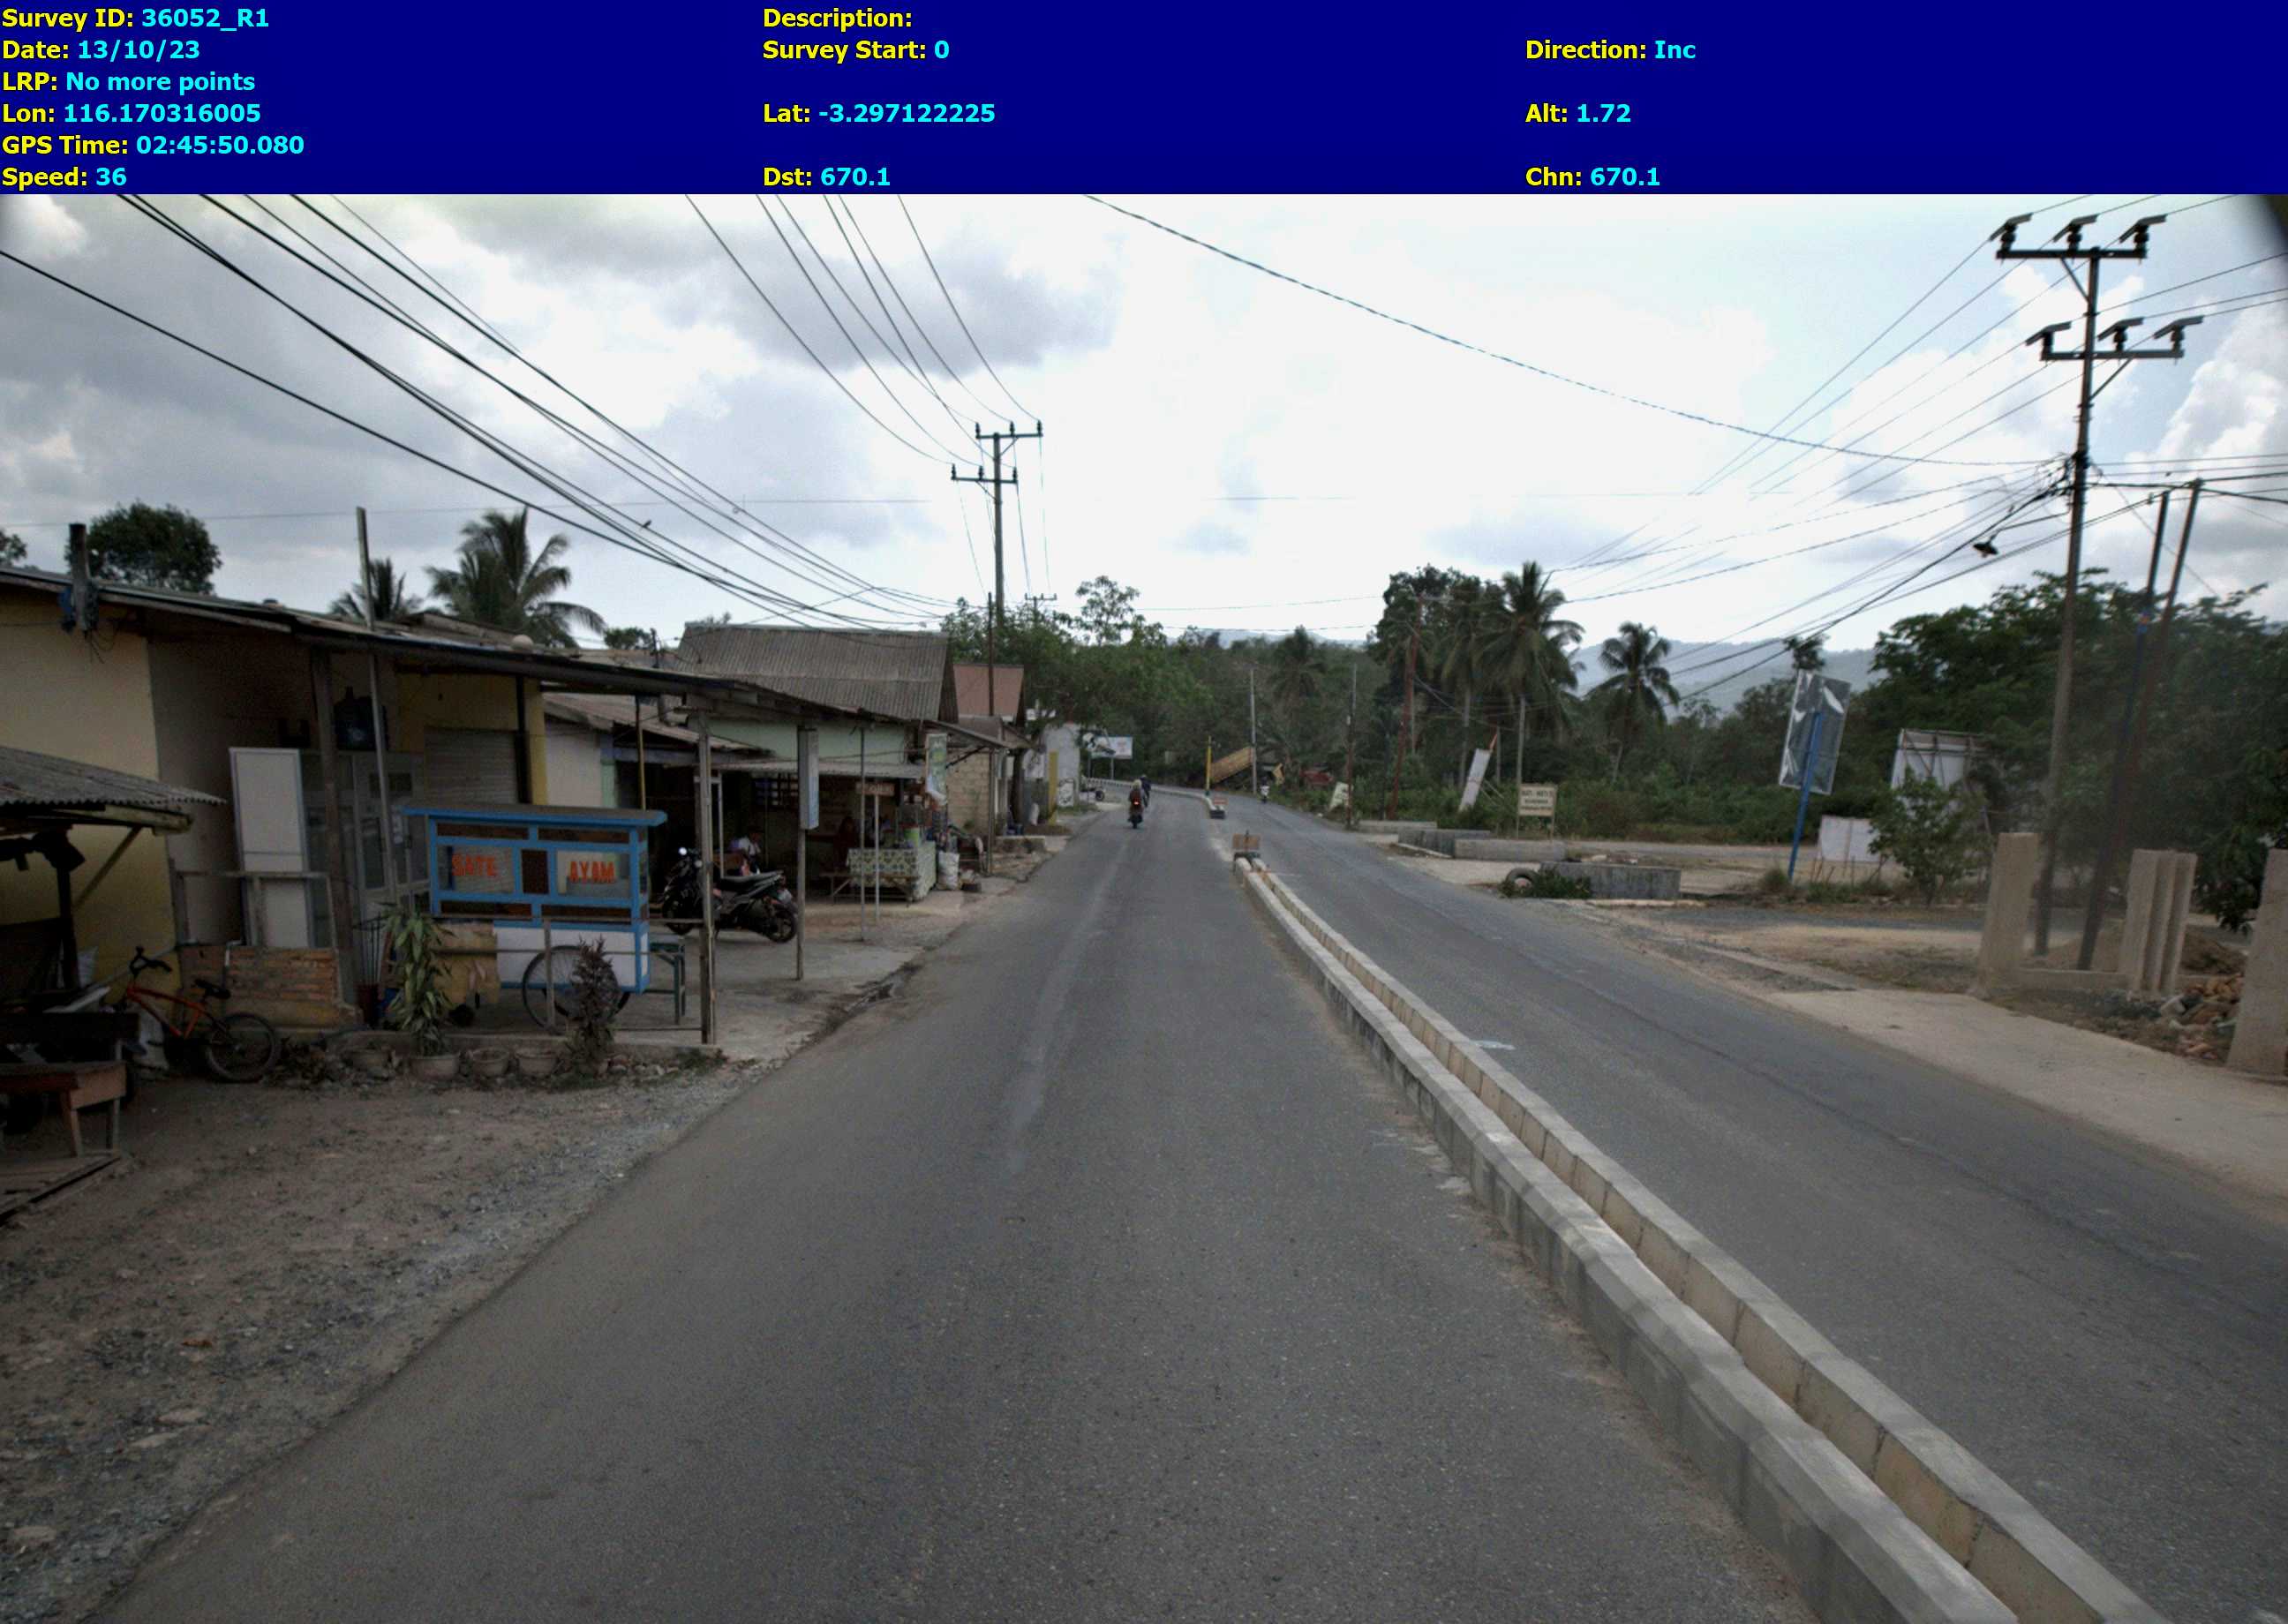 Survey ID: 36052_R1
Description:
Date: 13/10/23
Survey Start: 0
Direction: Inc
LRP: No more points
Lon: 116.170316005
Lat: -3.297122225
Alt: 1.72
GPS Time: 02:45:50.080
Speed: 36
Dst: 670.1
Chn: 670.1
SATE
AYAM